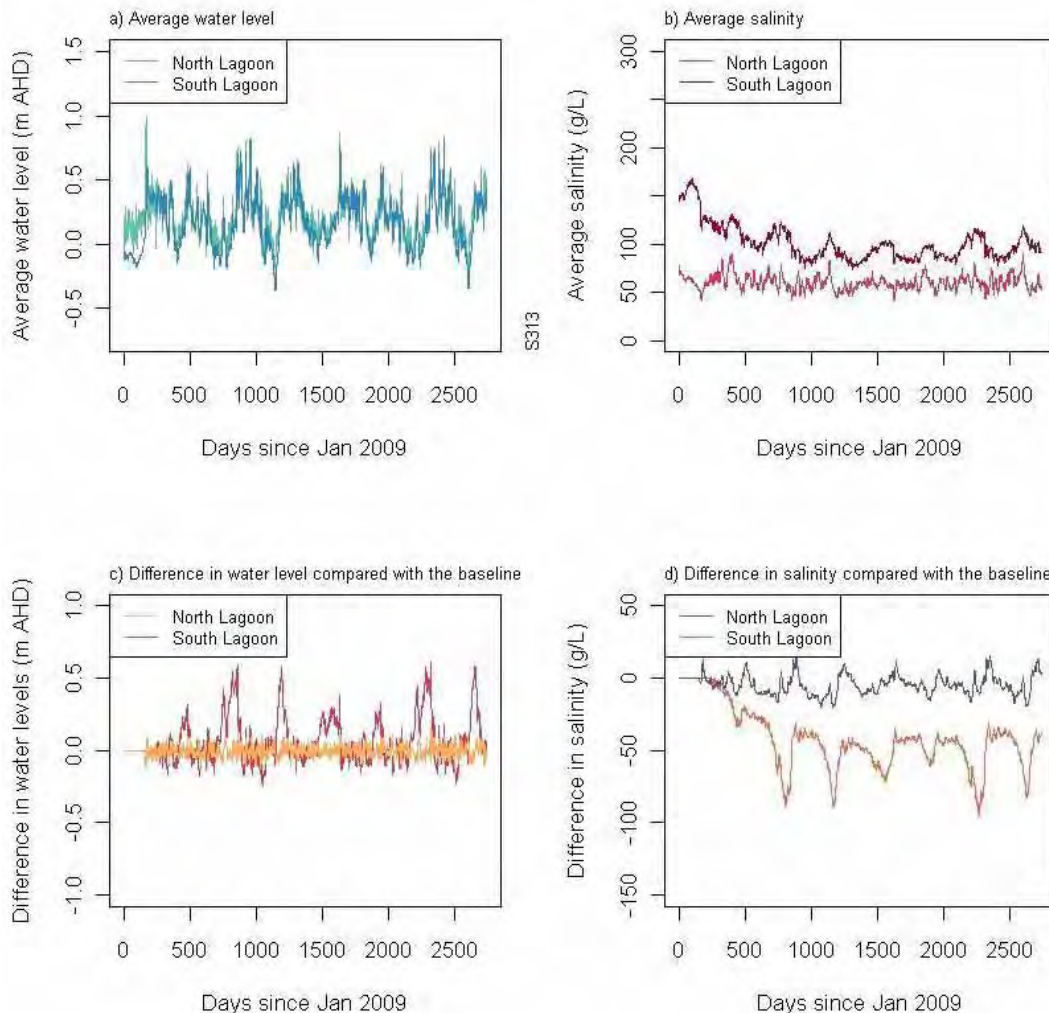 a) Average water level
Average water level (m AHD)
1.5
1.0
0.5
0.0
-0.5
North Lagoon
South Lagoon
0 500 1000 1500 2000 2500
Days since Jan 2009
S313
b) Average salinity
Average salinity (g/L)
300
200
100
50
0
North Lagoon
South Lagoon
0 500 1000 1500 2000 2500
Days since Jan 2009
c) Difference in water level compared with the baseline
Difference in water levels (m AHD)
1.0
0.5
0.0
-0.5
-1.0
North Lagoon
South Lagoon
0 500 1000 1500 2000 2500
Days since Jan 2009
d) Difference in salinity compared with the baseline
Difference in salinity (g/L)
50
0
-50
-100
-150
North Lagoon
South Lagoon
0 500 1000 1500 2000 2500
Days since Jan 2009